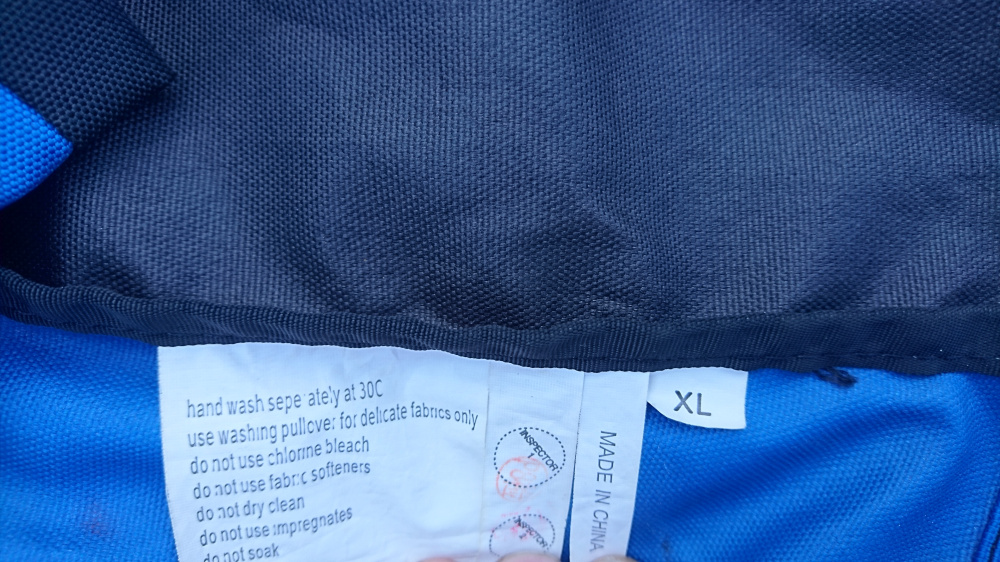 hand wash sepe ately at 30C
use washing pullover for delicate fabrics only
do not use chlorine bleach
do not use fabric softeners
do not dry clean
do not use impregnates
do not soak
INSPECTOR
1
INSPECTOR
2
MADE IN CHINA
XL